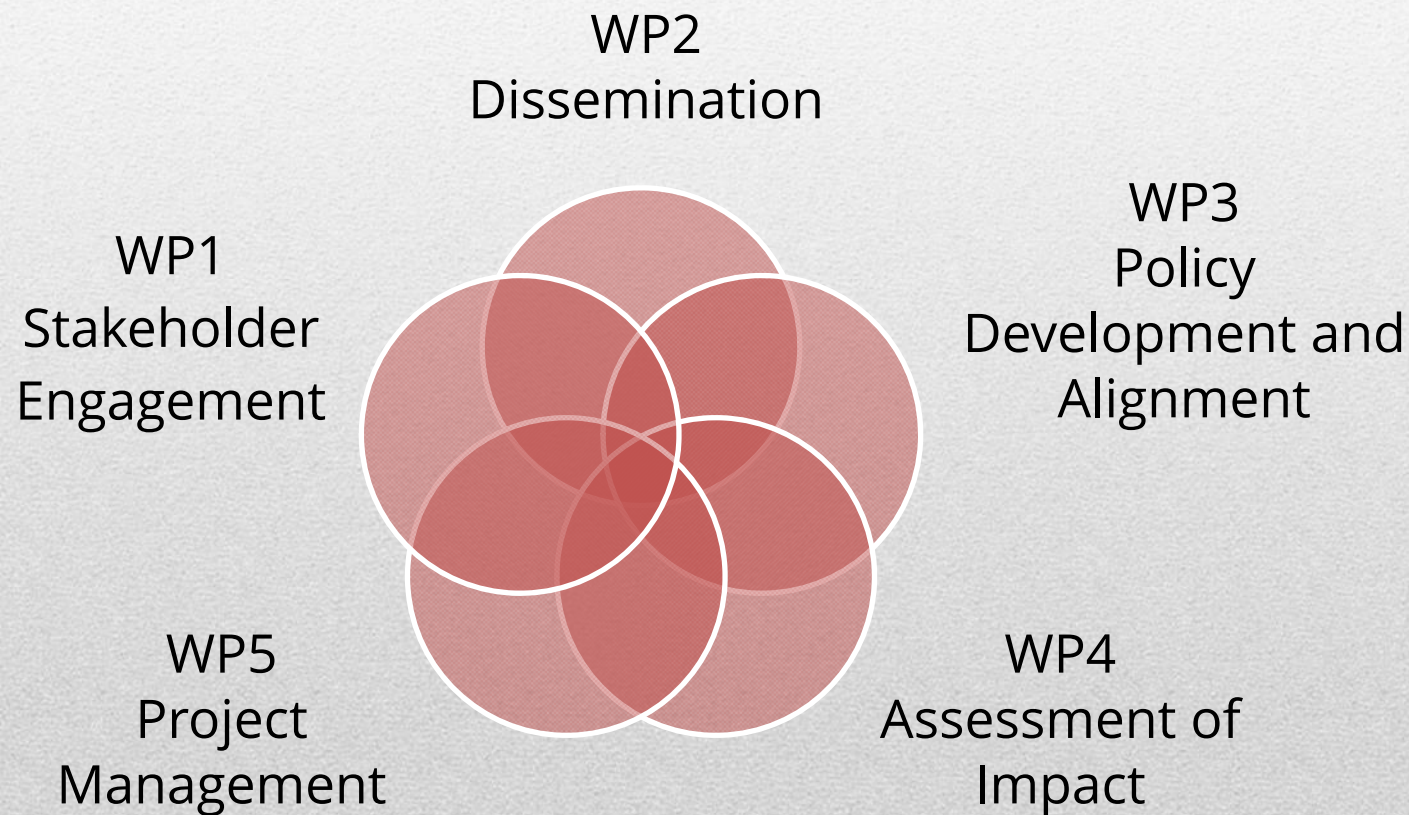 WP2
Dissemination
WP3
Policy
Development and
Alignment
WP1
Stakeholder
Engagement
WP5
Project
Management
WP4
Assessment of
Impact